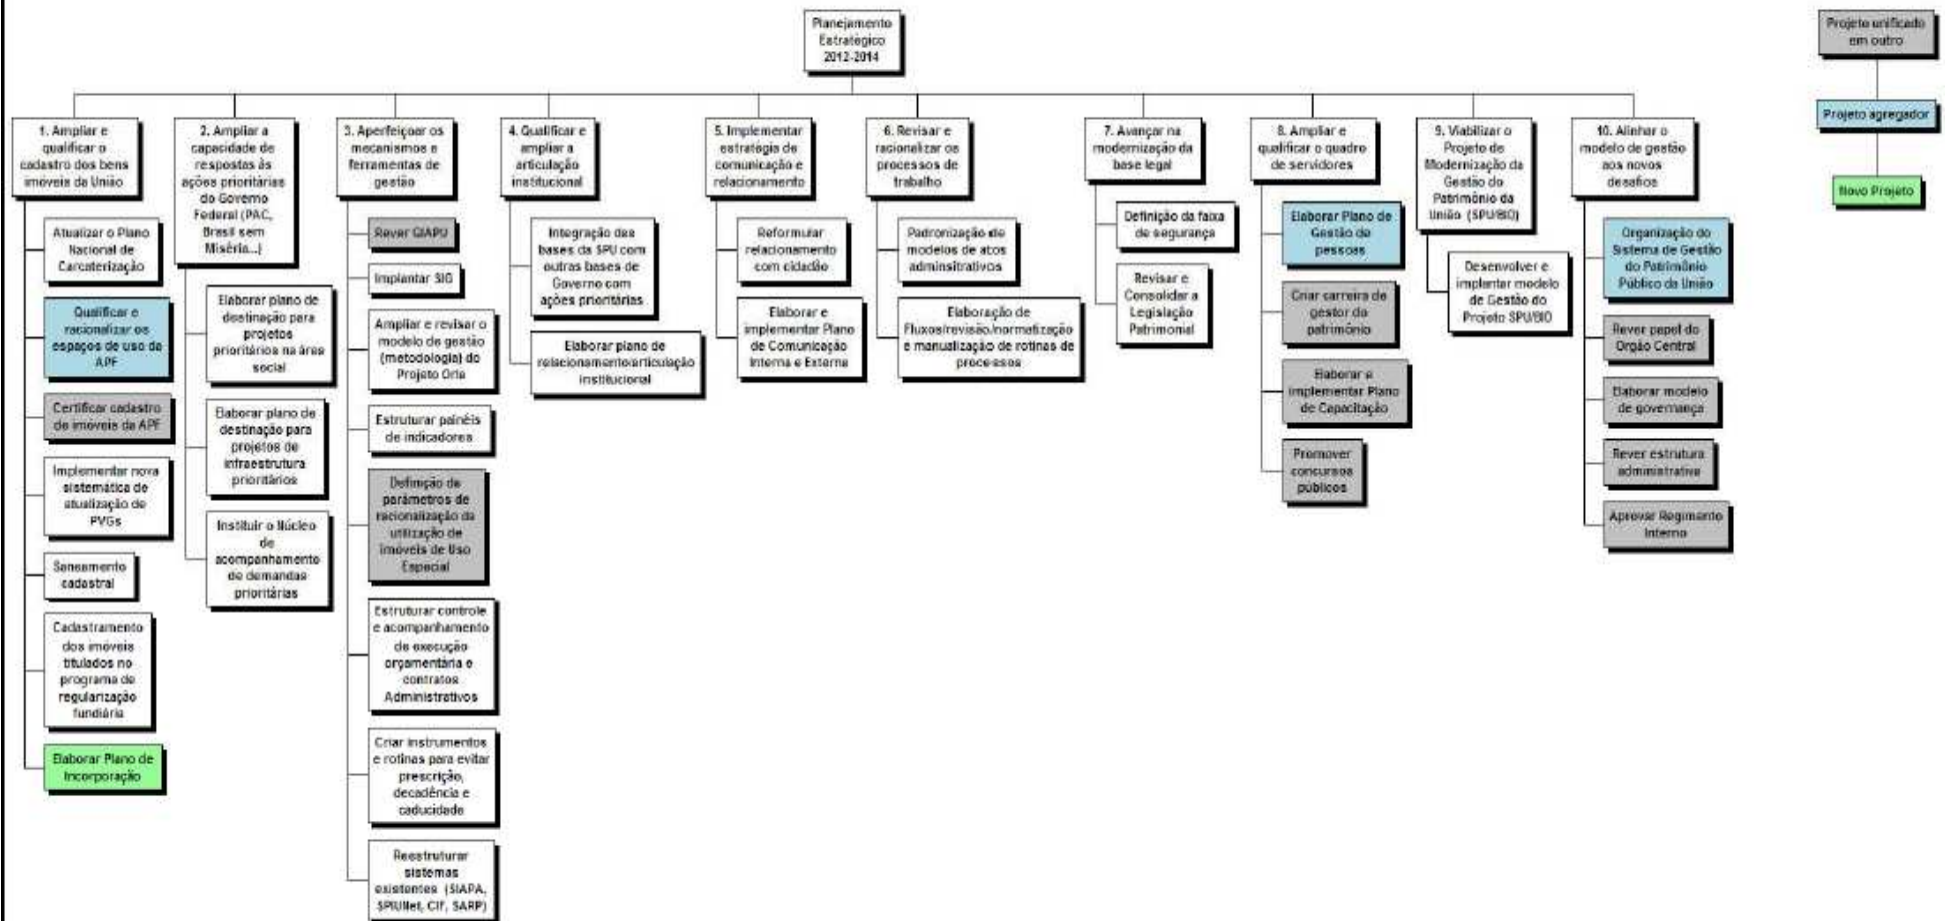 Planejamento
Estratégico
2012-2014
Projeto unificado
em outro
Projeto agregador
Novo Projeto
1. Ampliar e
qualificar o
cadastro dos bens
imóveis da União
Atualizar o Plano
Nacional de
Carcaterização
Qualificar e
racionalizar os
espaços de uso da
APF
Certificar cadastro
de imóveis da APF
Implementar nova
sistemática de
atualização de
PVGs
Saneamento
cadastral
Cadastramento
dos imóveis
titulados no
programa de
regularização
fundiária
Elaborar Plano de
Incorporação
2. Ampliar a
capacidade de
respostas às
ações prioritárias
do Governo
Federal (PAC,
Brasil sem
Miséria...)
Elaborar plano de
destinação para
projetos
prioritários na área
social
Elaborar plano de
destinação para
projetos de
infraestrutura
prioritários
Instituir o Núcleo
de
acompanhamento
de demandas
prioritárias
3. Aperfeiçoar os
mecanismos e
ferramentas de
gestão
Rever GIAPU
Implantar SIG
Ampliar e revisar o
modelo de gestão
(metodologia) do
Projeto Orla
Estruturar painéis
de indicadores
Definição de
parâmetros de
racionalização da
utilização de
imóveis de Uso
Especial
Estruturar controle
e acompanhamento
de execução
orçamentária e
contratos
Administrativos
Criar instrumentos
e rotinas para evitar
prescrição,
decadência e
caducidade
Reestruturar
sistemas
existentes (SIAPA,
SPIUNet, CIF, SARP)
4. Qualificar e
ampliar a
articulação
institucional
Integração das
bases da SPU com
outras bases de
Governo com
ações prioritárias
Elaborar plano de
relacionamento/articulação
institucional
5. Implementar
estratégia de
comunicação e
relacionamento
Reformular
relacionamento
com cidadão
Elaborar e
implementar Plano
de Comunicação
Interna e Externa
6. Revisar e
racionalizar os
processos de
trabalho
Padronização de
modelos de atos
adminsitrativos
Elaboração de
Fluxos/revisão/normatização
e manualização de rotinas de
processos
7. Avançar na
modernização da
base legal
Definição da faixa
de segurança
Revisar e
Consolidar a
Legislação
Patrimonial
8. Ampliar e
qualificar o quadro
de servidores
Elaborar Plano de
Gestão de
pessoas
Criar carreira de
gestor do
patrimônio
Elaborar e
implementar Plano
de Capacitação
Promover
concursos
públicos
9. Viabilizar o
Projeto de
Modernização da
Gestão do
Patrimônio da
União (SPU/BID)
Desenvolver e
implantar modelo
de Gestão do
Projeto SPU/BID
10. Alinhar o
modelo de gestão
aos novos
desafios
Organização do
Sistema de Gestão
do Patrimônio
Público da União
Rever papel do
Orgão Central
Elaborar modelo
de governança
Rever estrutura
administrativa
Aprovar Regimento
Interno